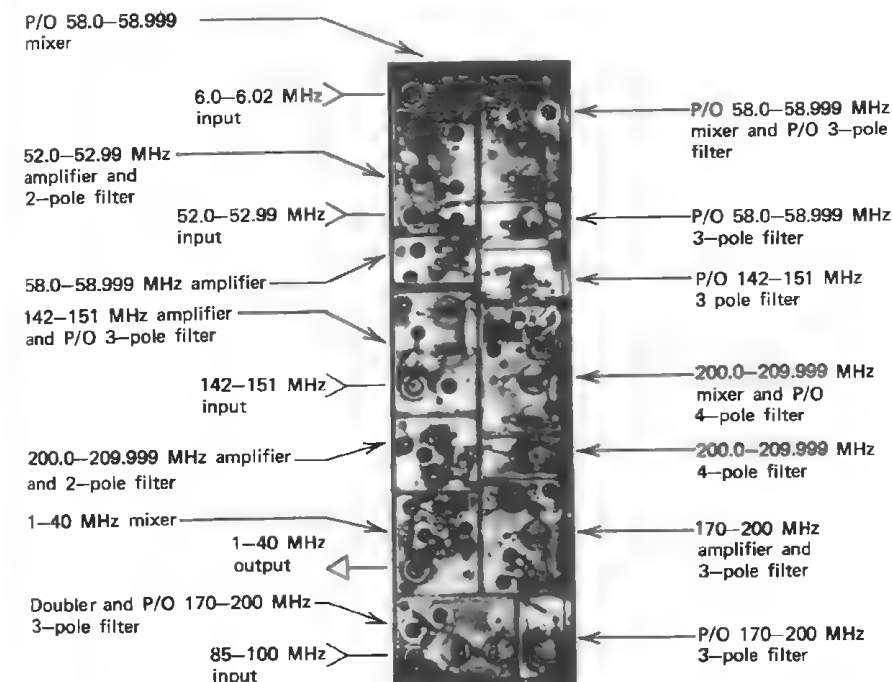 P/O 58.0–58.999
mixer
6.0–6.02 MHz
input
52.0–52.99 MHz
amplifier and
2-pole filter
52.0–52.99 MHz
input
58.0–58.999 MHz amplifier
142–151 MHz amplifier
and P/O 3-pole filter
142–151 MHz
input
200.0–209.999 MHz amplifier
and 2-pole filter
1–40 MHz mixer
1–40 MHz
output
Doubler and P/O 170–200 MHz
3-pole filter
85–100 MHz
input
P/O 58.0–58.999 MHz
mixer and P/O 3-pole
filter
P/O 58.0–58.999 MHz
3-pole filter
P/O 142–151 MHz
3 pole filter
200.0–209.999 MHz
mixer and P/O
4-pole filter
200.0–209.999 MHz
4-pole filter
170–200 MHz
amplifier and
3-pole filter
P/O 170–200 MHz
3-pole filter